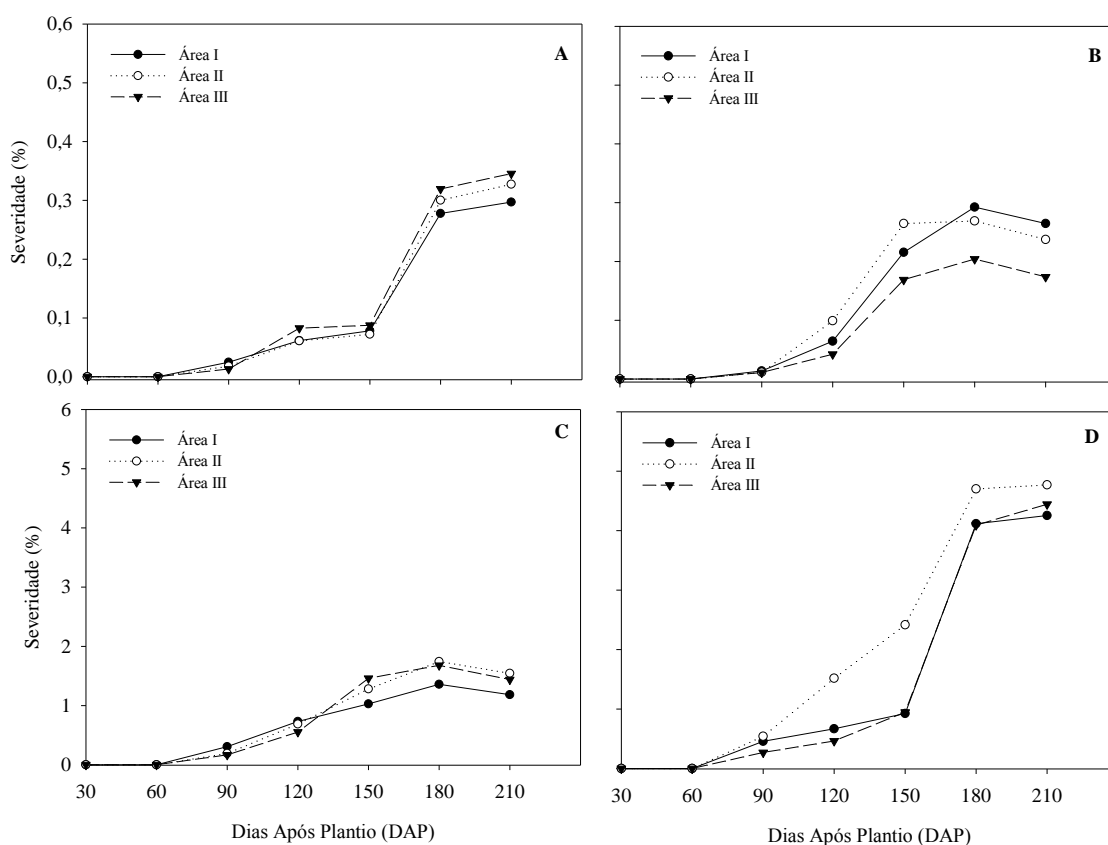 0,6
0,5
0,4
0,3
0,2
0,1
0,0
Severidade (%)
Área I
Área II
Área III
A
Área I
Área II
Área III
B
6
5
4
3
2
1
0
Severidade (%)
Área I
Área II
Área III
C
30 60 90 120 150 180 210
Dias Após Plantio (DAP)
Área I
Área II
Área III
D
30 60 90 120 150 180 210
Dias Após Plantio (DAP)